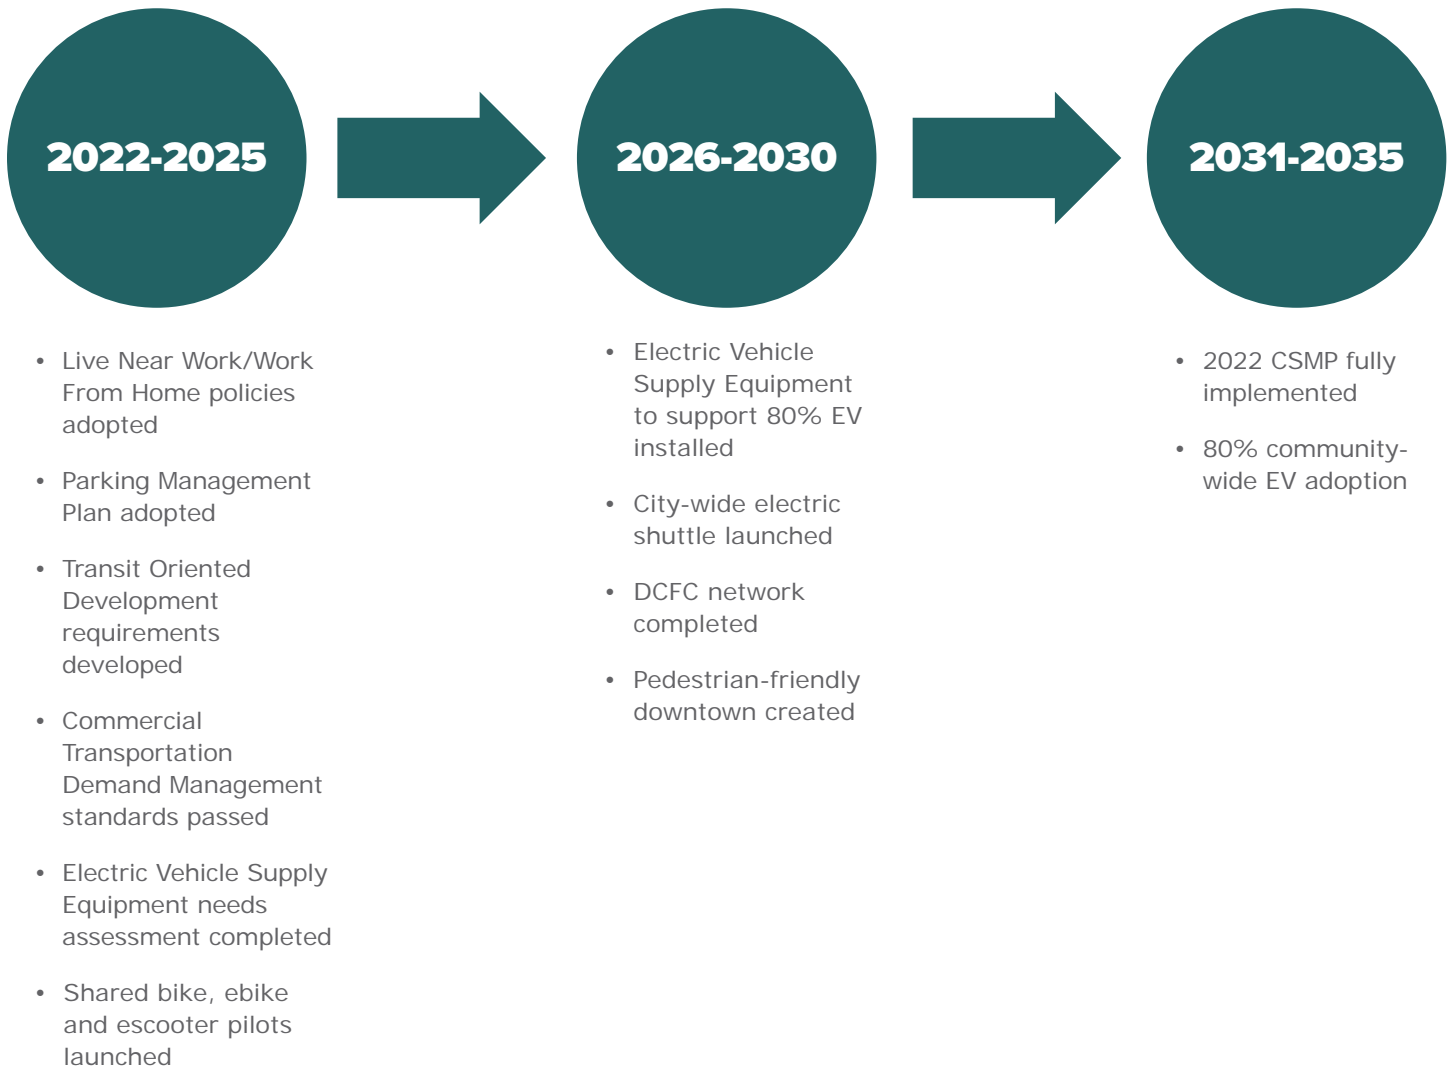 2022-2025
• Live Near Work/Work
From Home policies
adopted
• Parking Management
Plan adopted
• Transit Oriented
Development
requirements
developed
• Commercial
Transportation
Demand Management
standards passed
• Electric Vehicle Supply
Equipment needs
assessment completed
• Shared bike, ebike
and escooter pilots
launched
2026-2030
• Electric Vehicle
Supply Equipment
to support 80% EV
installed
• City-wide electric
shuttle launched
• DCFC network
completed
• Pedestrian-friendly
downtown created
2031-2035
• 2022 CSMP fully
implemented
• 80% community-
wide EV adoption